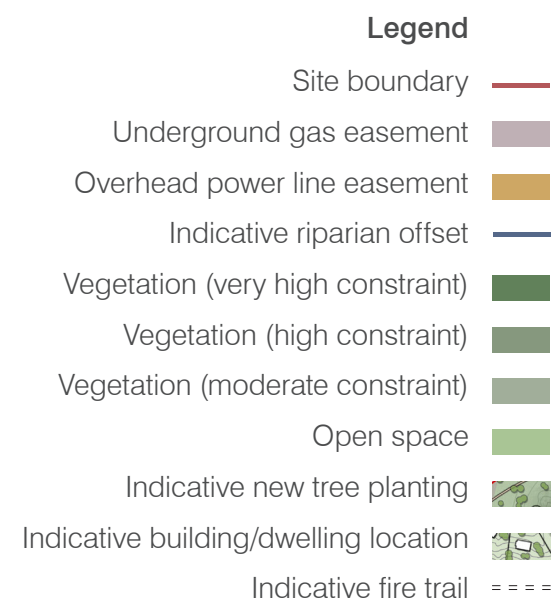 Legend
Site boundary
Underground gas easement
Overhead power line easement
Indicative riparian offset
Vegetation (very high constraint)
Vegetation (high constraint)
Vegetation (moderate constraint)
Open space
Indicative new tree planting
Indicative building/dwelling location
Indicative fire trail